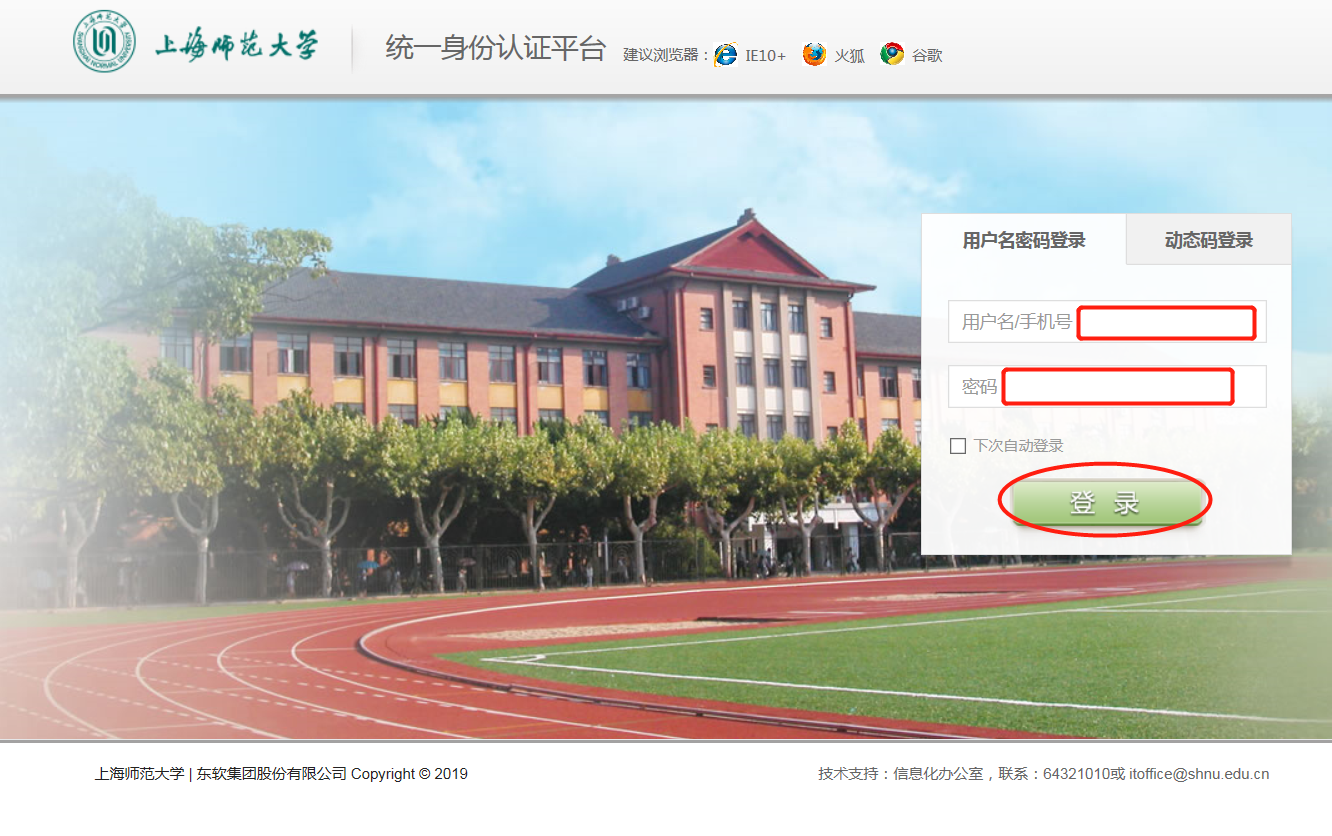 上海师范大学
统一身份认证平台
建议浏览器：IE10+ 火狐 谷歌
用户名密码登录
动态码登录
用户名/手机号
密码
下次自动登录
登 录
上海师范大学 | 东软集团股份有限公司 Copyright © 2019
技术支持：信息化办公室，联系：64321010或 itoffice@shnu.edu.cn